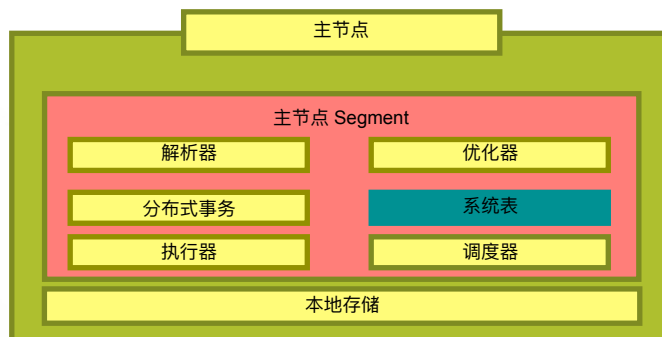 主节点
主节点 Segment
解析器
优化器
分布式事务
系统表
执行器
调度器
本地存储